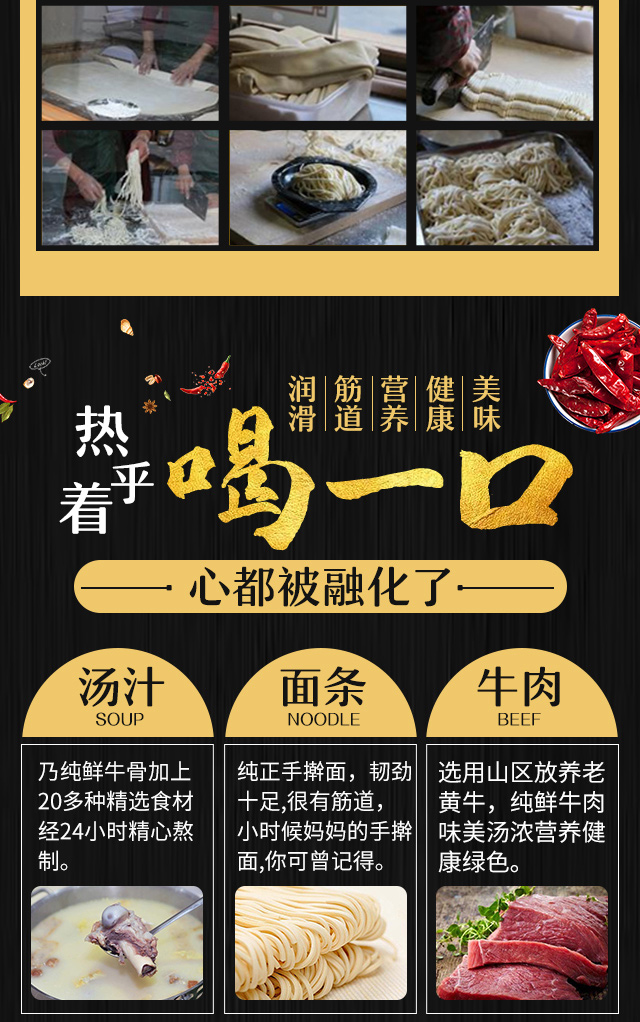 润滑 筋道 营养 健康 美味
热乎着
喝一口
心都被融化了
汤汁
SOUP
面条
NOODLE
牛肉
BEEF
乃纯鲜牛骨加上
20多种精选食材
经24小时精心熬
制。
纯正手擀面，韧劲
十足,很有筋道，
小时候妈妈的手擀
面,你可曾记得。
选用山区放养老
黄牛，纯鲜牛肉
味美汤浓营养健
康绿色。